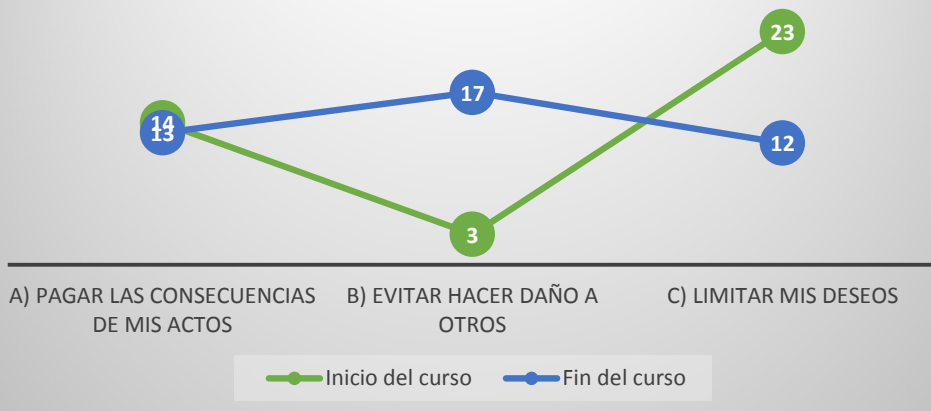 23
14
13
17
12
3
A) PAGAR LAS CONSECUENCIAS
DE MIS ACTOS
B) EVITAR HACER DAÑO A
OTROS
C) LIMITAR MIS DESEOS
Inicio del curso
Fin del curso